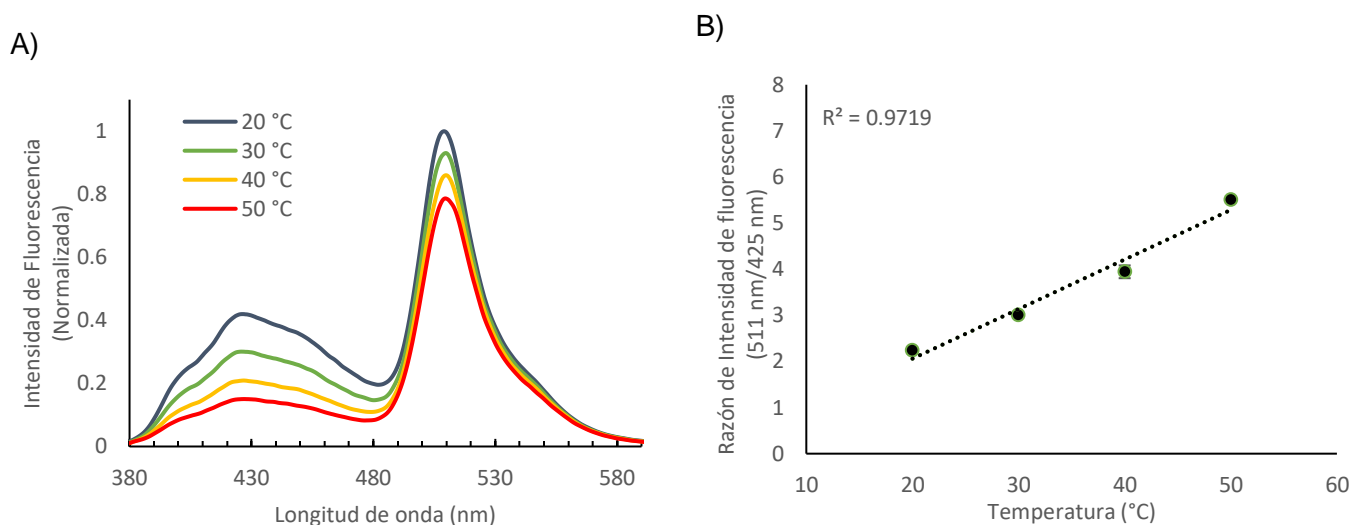 A)
Intensidad de Fluorescencia
(Normalizada)
1
0.8
0.6
0.4
0.2
0
20 °C
30 °C
40 °C
50 °C
380
430
480
530
580
Longitud de onda (nm)
B)
Razón de Intensidad de fluorescencia
(511 nm/425 nm)
8
7
6
5
4
3
2
1
0
R² = 0.9719
10
20
30
40
50
60
Temperatura (°C)